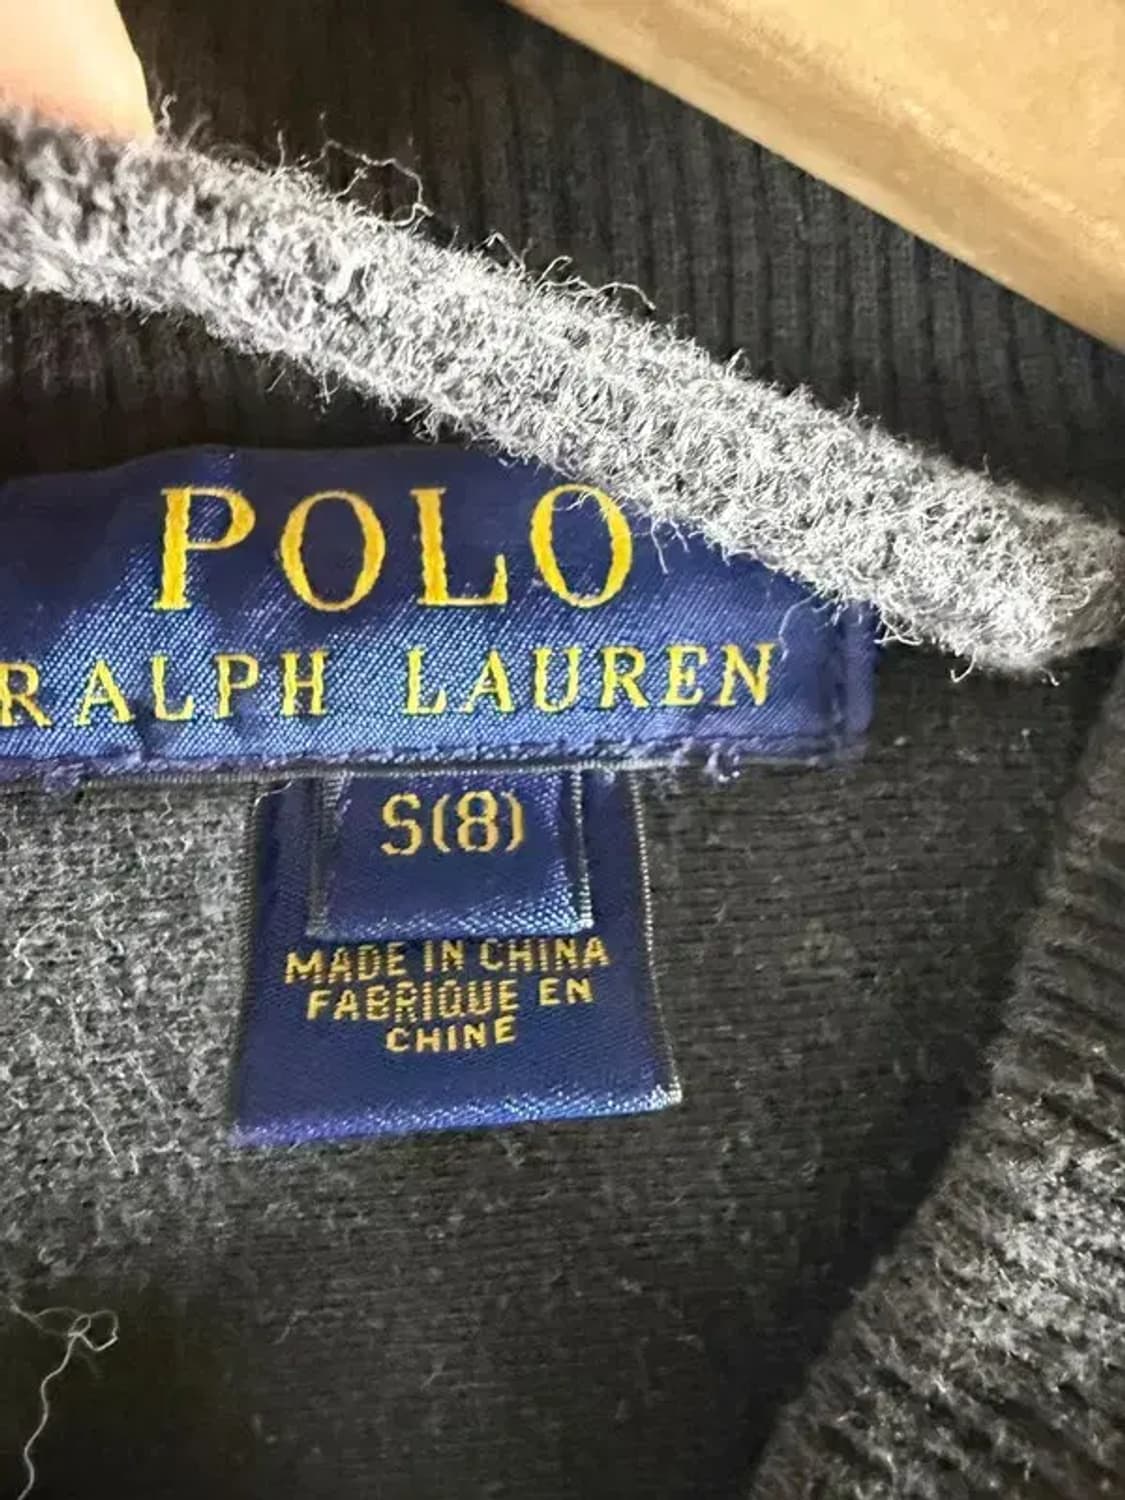 POLO
RALPH LAUREN
S(8)
MADE IN CHINA
FABRIQUE EN
CHINE